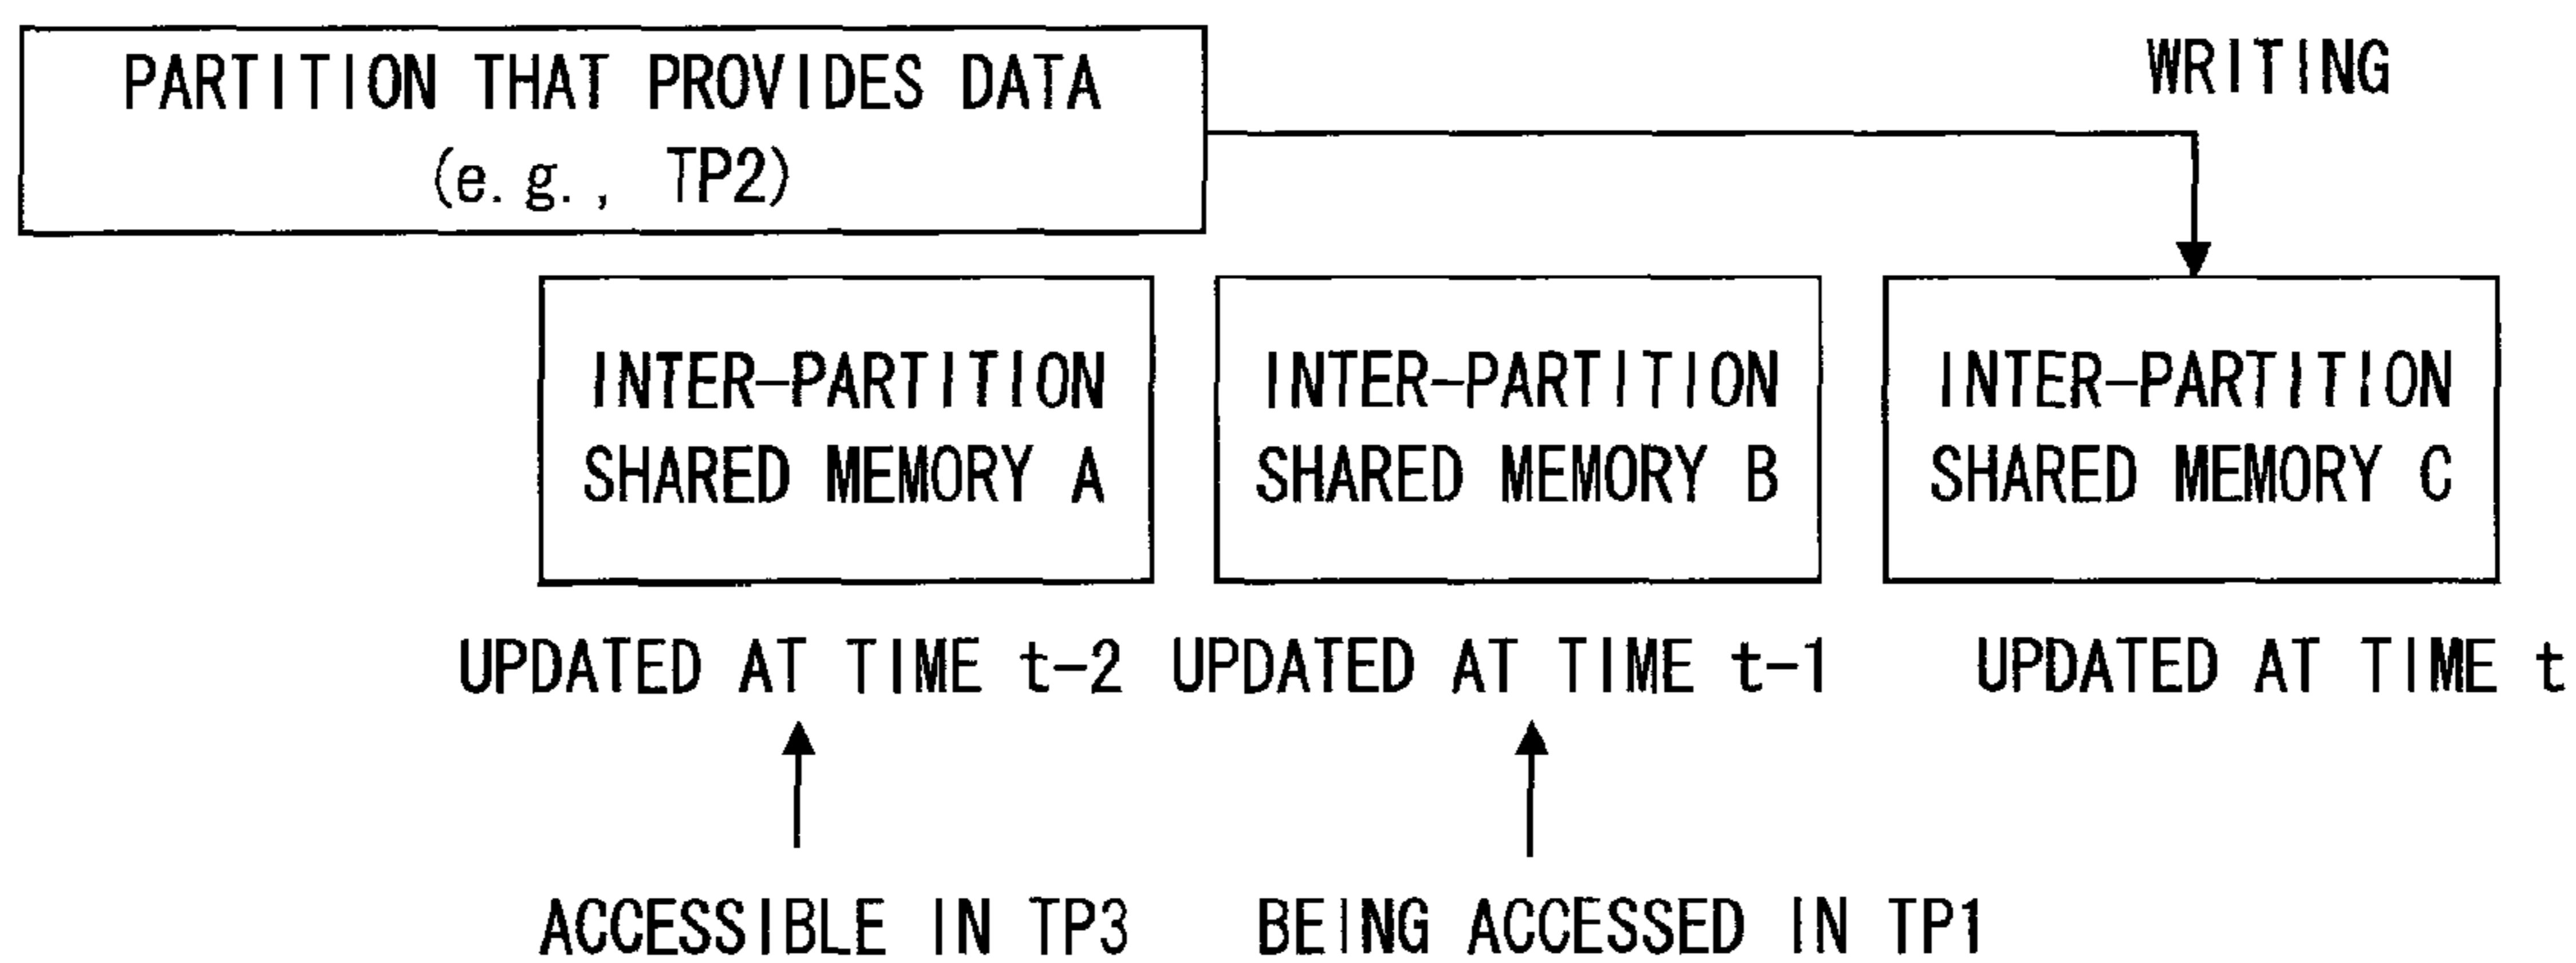 PARTITION THAT PROVIDES DATA
(e.g., TP2)
WRITING
INTER-PARTITION
SHARED MEMORY A
INTER-PARTITION
SHARED MEMORY B
INTER-PARTITION
SHARED MEMORY C
UPDATED AT TIME t-2
UPDATED AT TIME t-1
UPDATED AT TIME t
ACCESSIBLE IN TP3
BEING ACCESSED IN TP1